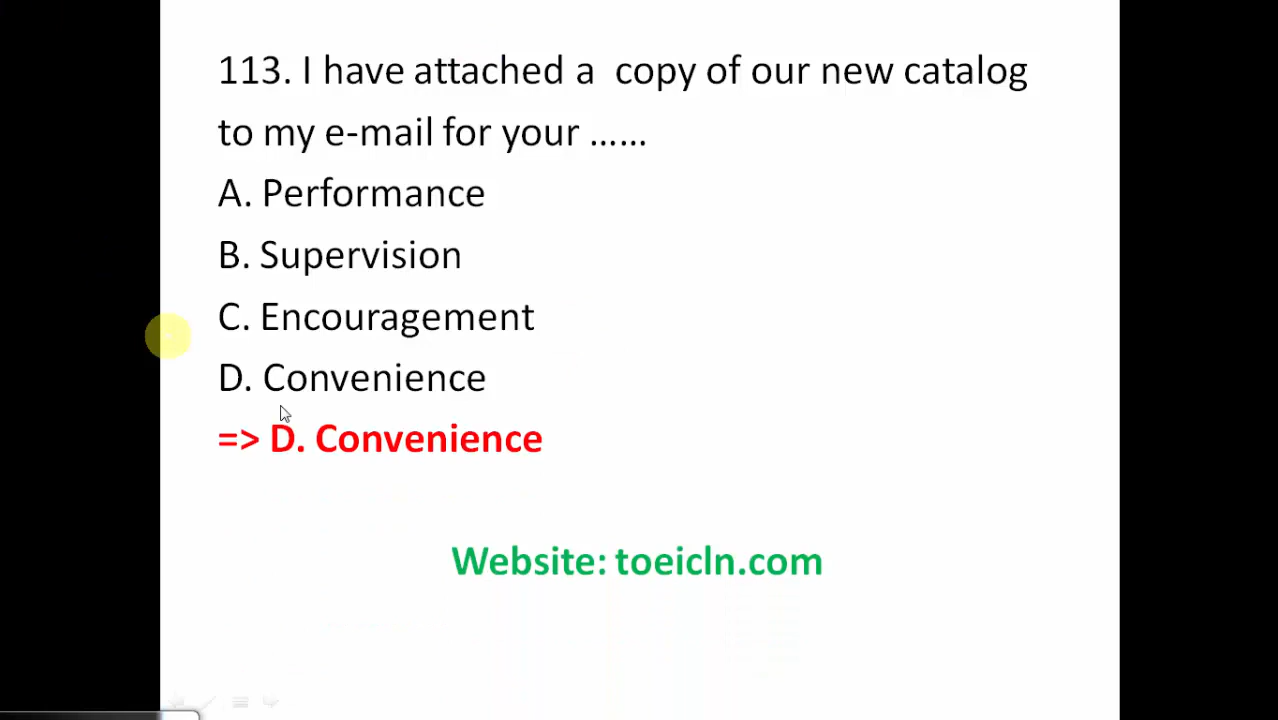 113. I have attached a  copy of our new catalog
to my e-mail for your ......
A. Performance
B. Supervision
C. Encouragement
D. Convenience
=> D. Convenience
Website: toeicln.com